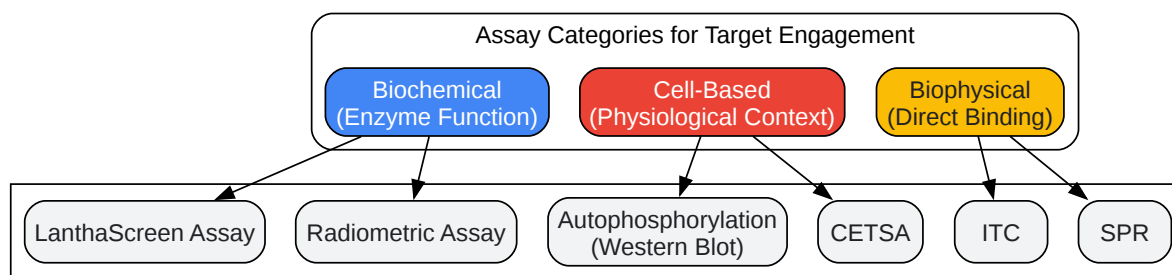 Assay Categories for Target Engagement
Biochemical
(Enzyme Function)
Cell-Based
(Physiological Context)
Biophysical
(Direct Binding)
LanthaScreen Assay
Radiometric Assay
Autophosphorylation
(Western Blot)
CETSA
ITC
SPR